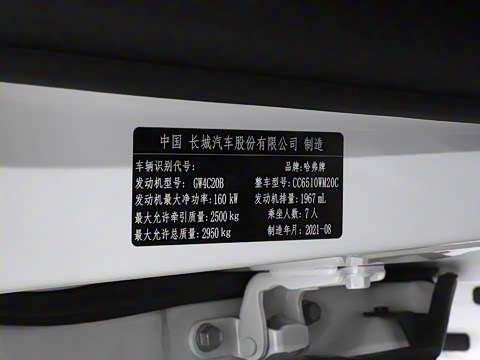 中国 长城汽车股份有限公司 制造
车辆识别代号: 品牌:哈弗牌
发动机型号: GW4C20B 整车型号:CC6510WM20C
发动机最大净功率:160 kW 发动机排量:1967 mL
最大允许牵引质量:2500 kg 乘坐人数:7 人
最大允许总质量:2950 kg 制造年月:2021-08